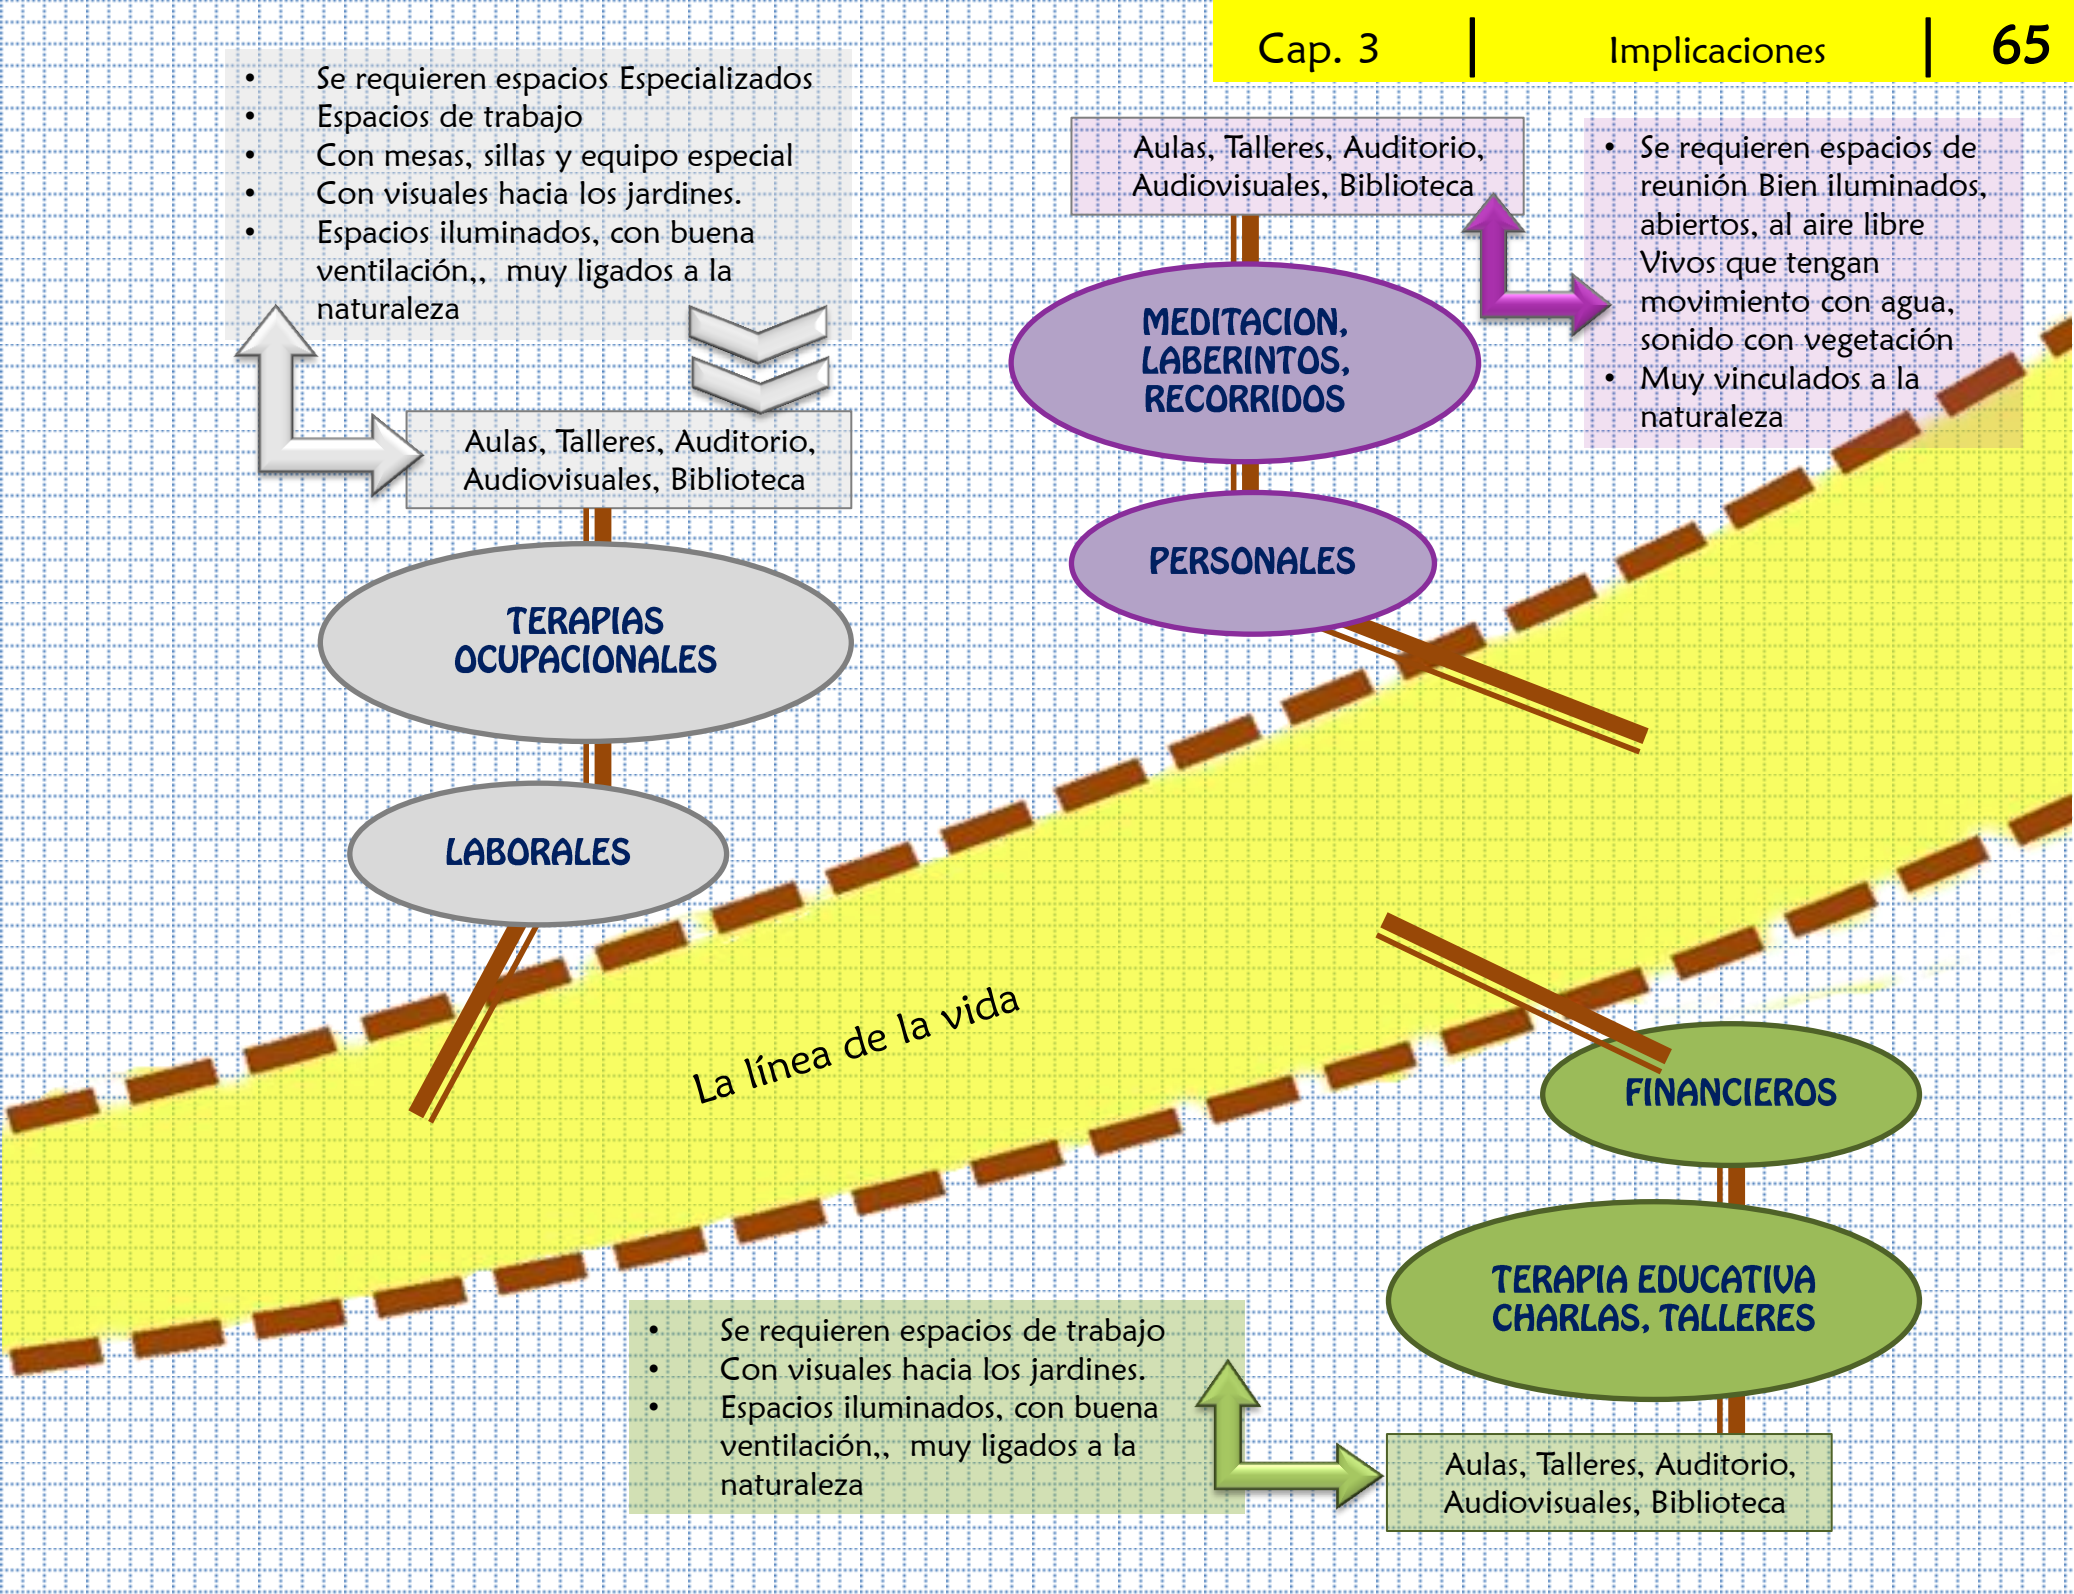 Cap. 3 | Implicaciones | 65
• Se requieren espacios Especializados
• Espacios de trabajo
• Con mesas, sillas y equipo especial
• Con visuales hacia los jardines.
• Espacios iluminados, con buena
ventilación,, muy ligados a la
naturaleza
Aulas, Talleres, Auditorio,
Audiovisuales, Biblioteca
TERAPIAS
OCUPACIONALES
LABORALES
Aulas, Talleres, Auditorio,
Audiovisuales, Biblioteca
• Se requieren espacios de
reunión Bien iluminados,
abiertos, al aire libre
Vivos que tengan
movimiento con agua,
sonido con vegetación
• Muy vinculados a la
naturaleza
MEDITACION,
LABERINTOS,
RECORRIDOS
PERSONALES
La línea de la vida
FINANCIEROS
TERAPIA EDUCATIVA
CHARLAS, TALLERES
• Se requieren espacios de trabajo
• Con visuales hacia los jardines.
• Espacios iluminados, con buena
ventilación,, muy ligados a la
naturaleza
Aulas, Talleres, Auditorio,
Audiovisuales, Biblioteca